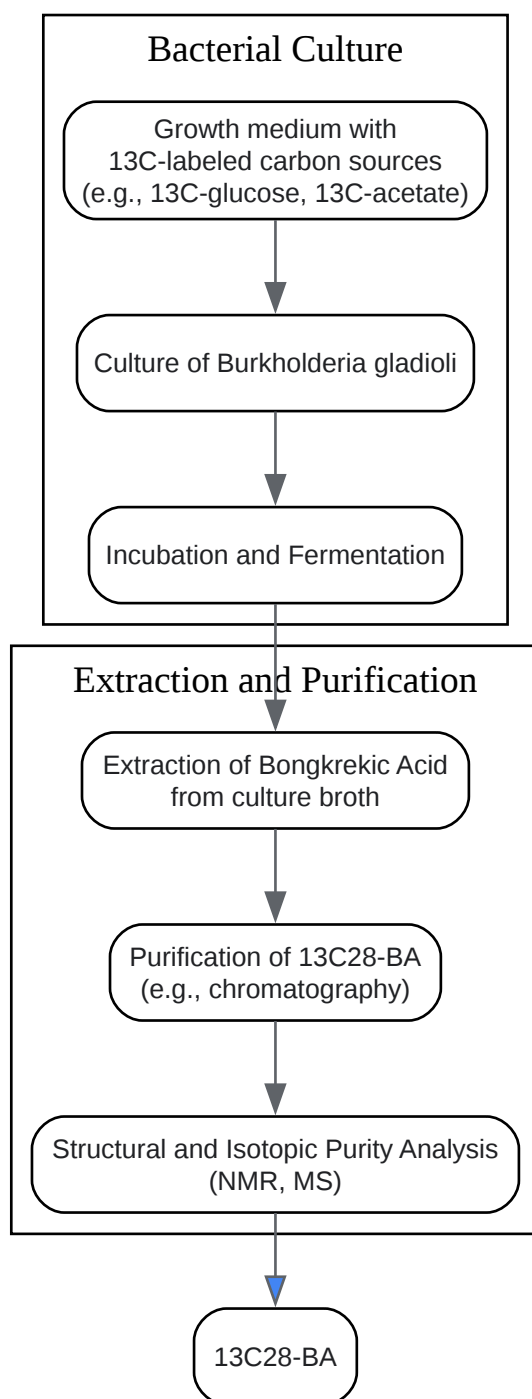 Bacterial Culture
Growth medium with
13C-labeled carbon sources
(e.g., 13C-glucose, 13C-acetate)
Culture of Burkholderia gladioli
Incubation and Fermentation
Extraction and Purification
Extraction of Bongkrekic Acid
from culture broth
Purification of 13C28-BA
(e.g., chromatography)
Structural and Isotopic Purity Analysis
(NMR, MS)
13C28-BA